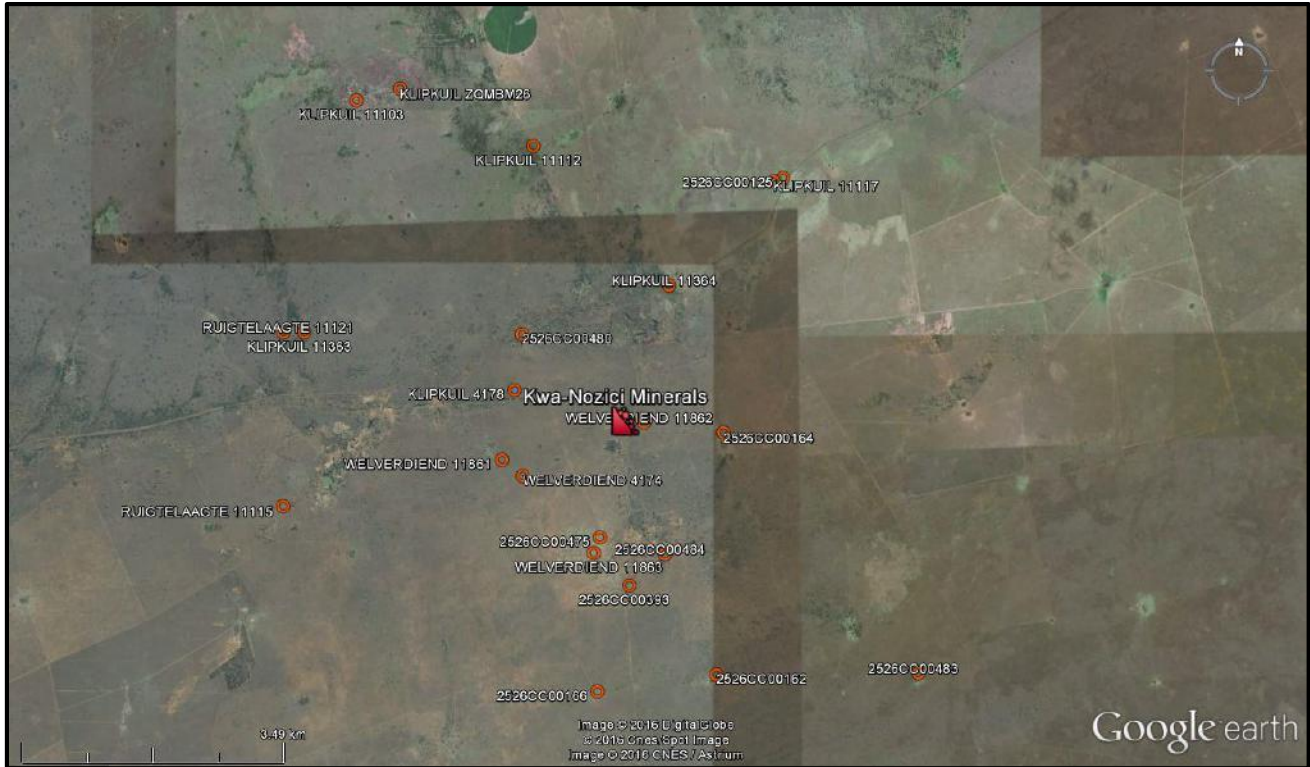 N
KLIPKUIL ZQMBM26
KLIPKUIL 11103
KLIPKUIL 11112
2526CC00125
KLIPKUIL 11117
KLIPKUIL 11364
RUIGTELAAGTE 11121
KLIPKUIL 11363
2526CC00480
KLIPKUIL 4178
Kwa-Nozici Minerals
WELVERDIEND 11862
2526CC00164
WELVERDIEND 11861
WELVERDIEND 4174
RUIGTELAAGTE 11115
2526CC00475
2526CC00484
WELVERDIEND 11863
2526CC00393
2526CC00483
2526CC00162
2526CC00166
Image © 2016 DigitalGlobe
© 2016 Cnes/Spot Image
Image © 2016 CNES / Astrium
3.49 km
Google earth